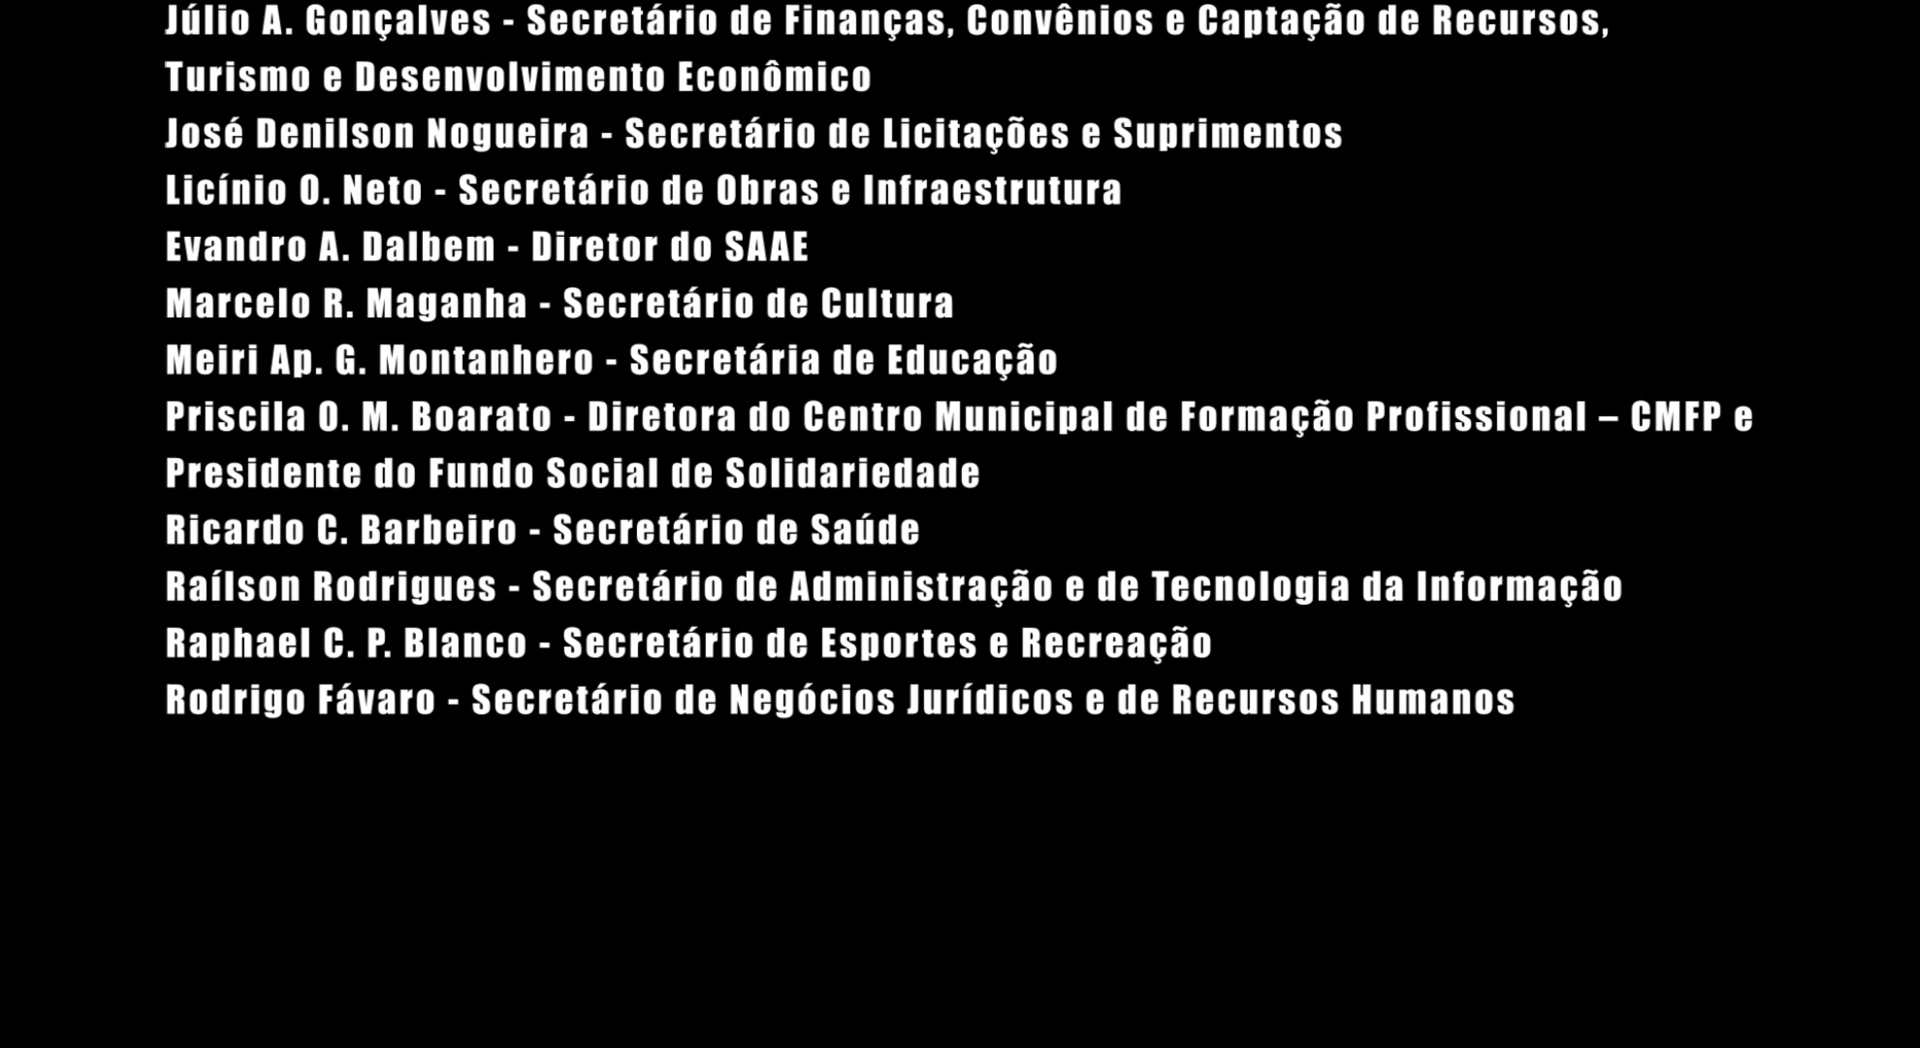 Júlio A. Gonçalves - Secretário de Finanças, Convênios e Captação de Recursos,
Turismo e Desenvolvimento Econômico
José Denilson Nogueira - Secretário de Licitações e Suprimentos
Licínio O. Neto - Secretário de Obras e Infraestrutura
Evandro A. Dalbem - Diretor do SAAE
Marcelo R. Maganha - Secretário de Cultura
Meiri Ap. G. Montanhero - Secretária de Educação
Priscila O. M. Boarato - Diretora do Centro Municipal de Formação Profissional – CMFP e
Presidente do Fundo Social de Solidariedade
Ricardo C. Barbeiro - Secretário de Saúde
Raílson Rodrigues - Secretário de Administração e de Tecnologia da Informação
Raphael C. P. Blanco - Secretário de Esportes e Recreação
Rodrigo Fávaro - Secretário de Negócios Jurídicos e de Recursos Humanos